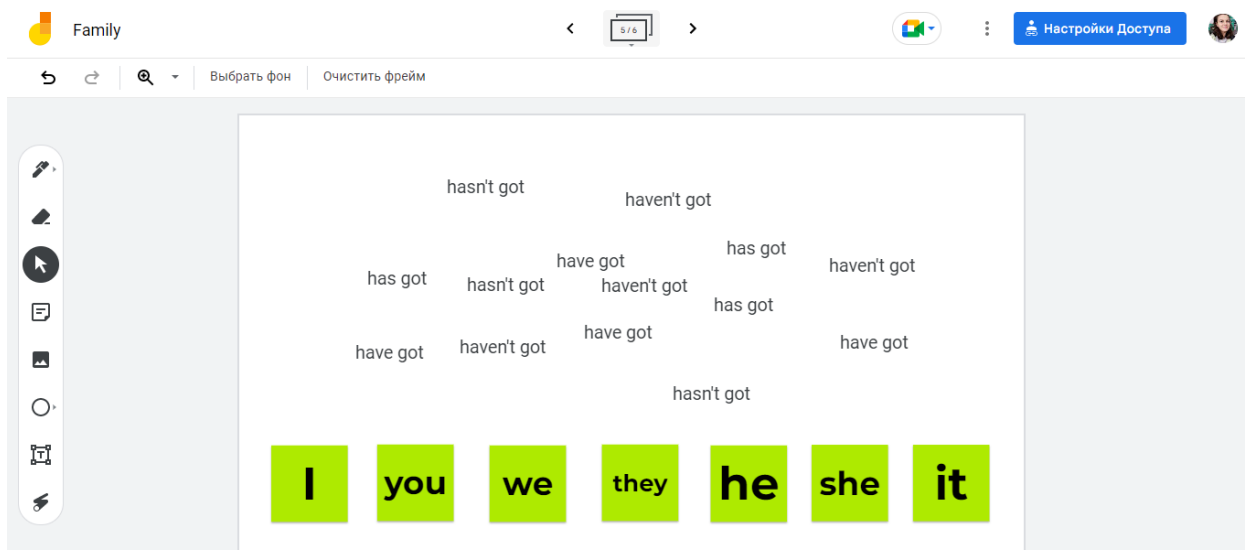 Family
5/6
Настройки Доступа
Выбрать фон
Очистить фрейм
hasn't got
haven't got
has got
have got
haven't got
has got
hasn't got
haven't got
has got
have got
haven't got
have got
have got
hasn't got
I you we they he she it